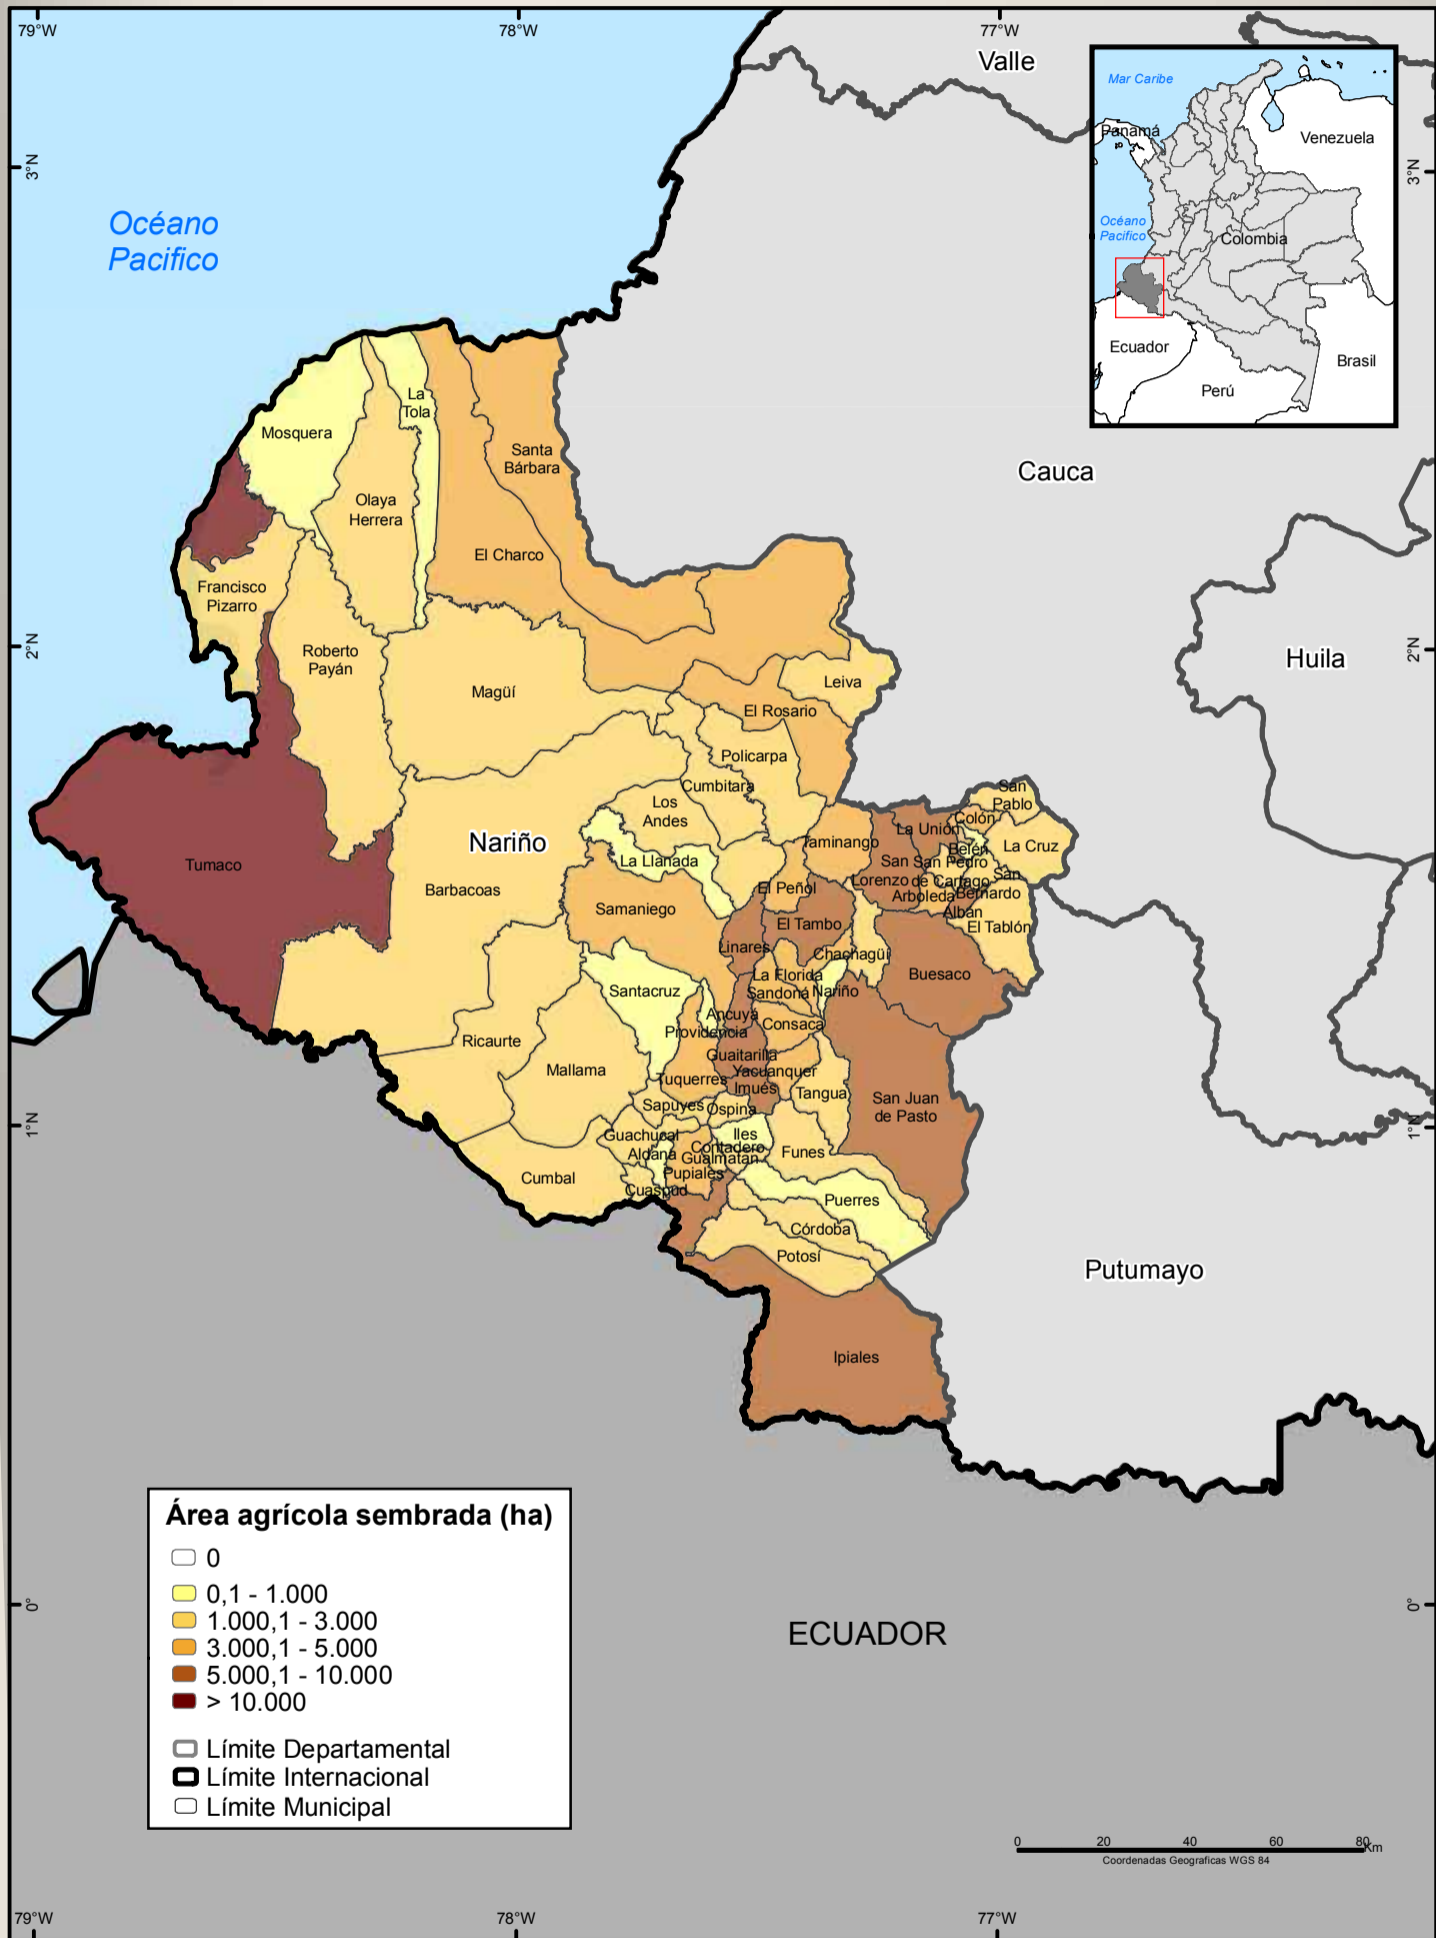 79°W
78°W
77°W
Valle
Mar Caribe
Panamá
Venezuela
Océano
Pacifico
Colombia
Ecuador
Perú
Brasil
3°N
3°N
Océano
Pacifico
La
Tola
Mosquera
Santa
Bárbara
Cauca
Olaya
Herrera
El Charco
Francisco
Pizarro
2°N
2°N
Roberto
Payán
Huila
Magüí
Leiva
El Rosario
Policarpa
Cumbitara
San
Pablo
Los
Andes
Colón
La Unión
Nariño
Taminango
Belén
La Cruz
Tumaco
La Llanada
San
Lorenzo
San Pedro
de Cartago
San
Bernardo
Barbacoas
El Peñol
Arboleda
Samaniego
Albán
El Tambo
El Tablón
Linares
Chachagüí
La Florida
Buesaco
Santacruz
Sandoná
Nariño
Ancuyá
Consaca
Providencia
Ricaurte
Guaitarilla
Mallama
Yacuanquer
Tuquerres
Imués
Tangua
San Juan
de Pasto
Sapuyes
Ospina
1°N
1°N
Guachucal
Iles
Contadero
Aldana
Gualmatán
Funes
Pupiales
Cumbal
Cuaspud
Puerres
Córdoba
Potosí
Putumayo
Ipiales
Área agrícola sembrada (ha)
0
0,1 - 1.000
1.000,1 - 3.000
3.000,1 - 5.000
5.000,1 - 10.000
> 10.000
Límite Departamental
Límite Internacional
Límite Municipal
0°
0°
ECUADOR
0 20 40 60 80 Km
Coordenadas Geograficas WGS 84
79°W
78°W
77°W